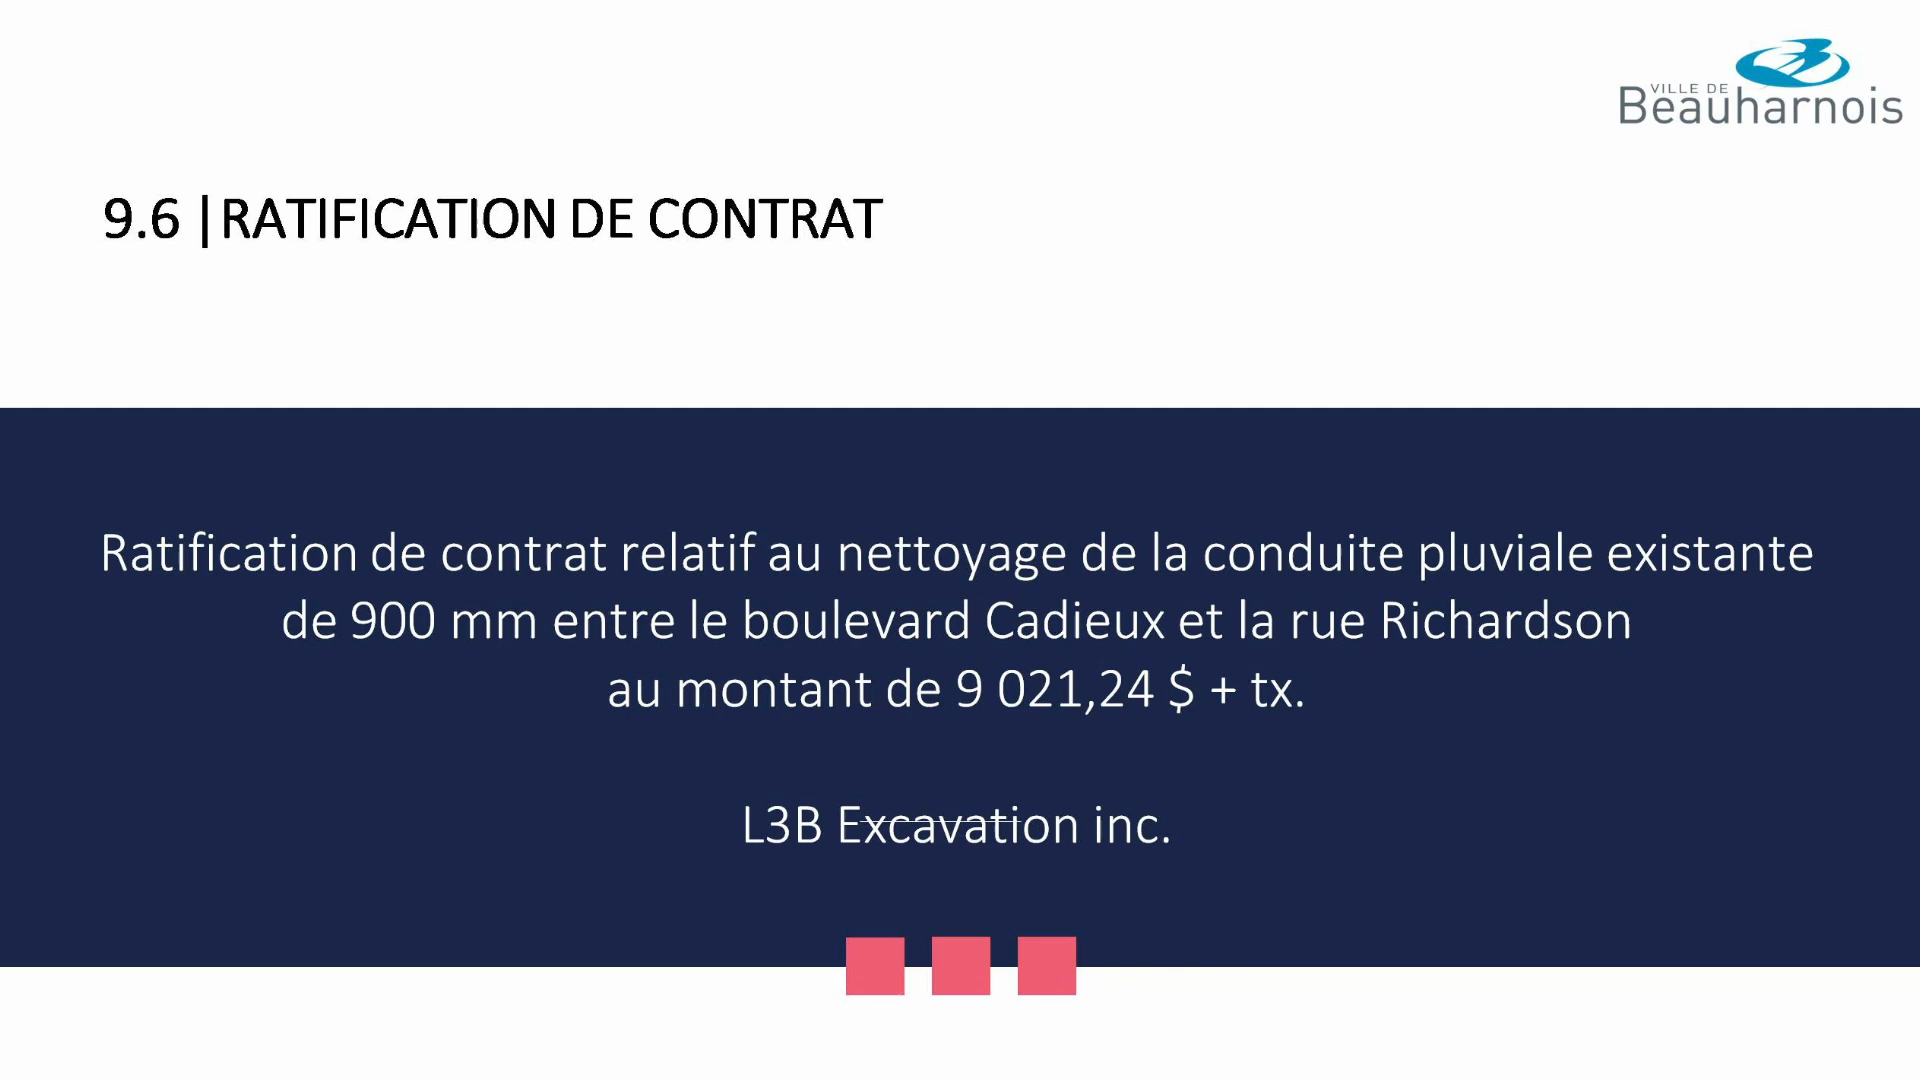 VILLE DE
Beauharnois
9.6 | RATIFICATION DE CONTRAT
Ratification de contrat relatif au nettoyage de la conduite pluviale existante
de 900 mm entre le boulevard Cadieux et la rue Richardson
au montant de 9 021,24 $ + tx.
L3B Excavation inc.